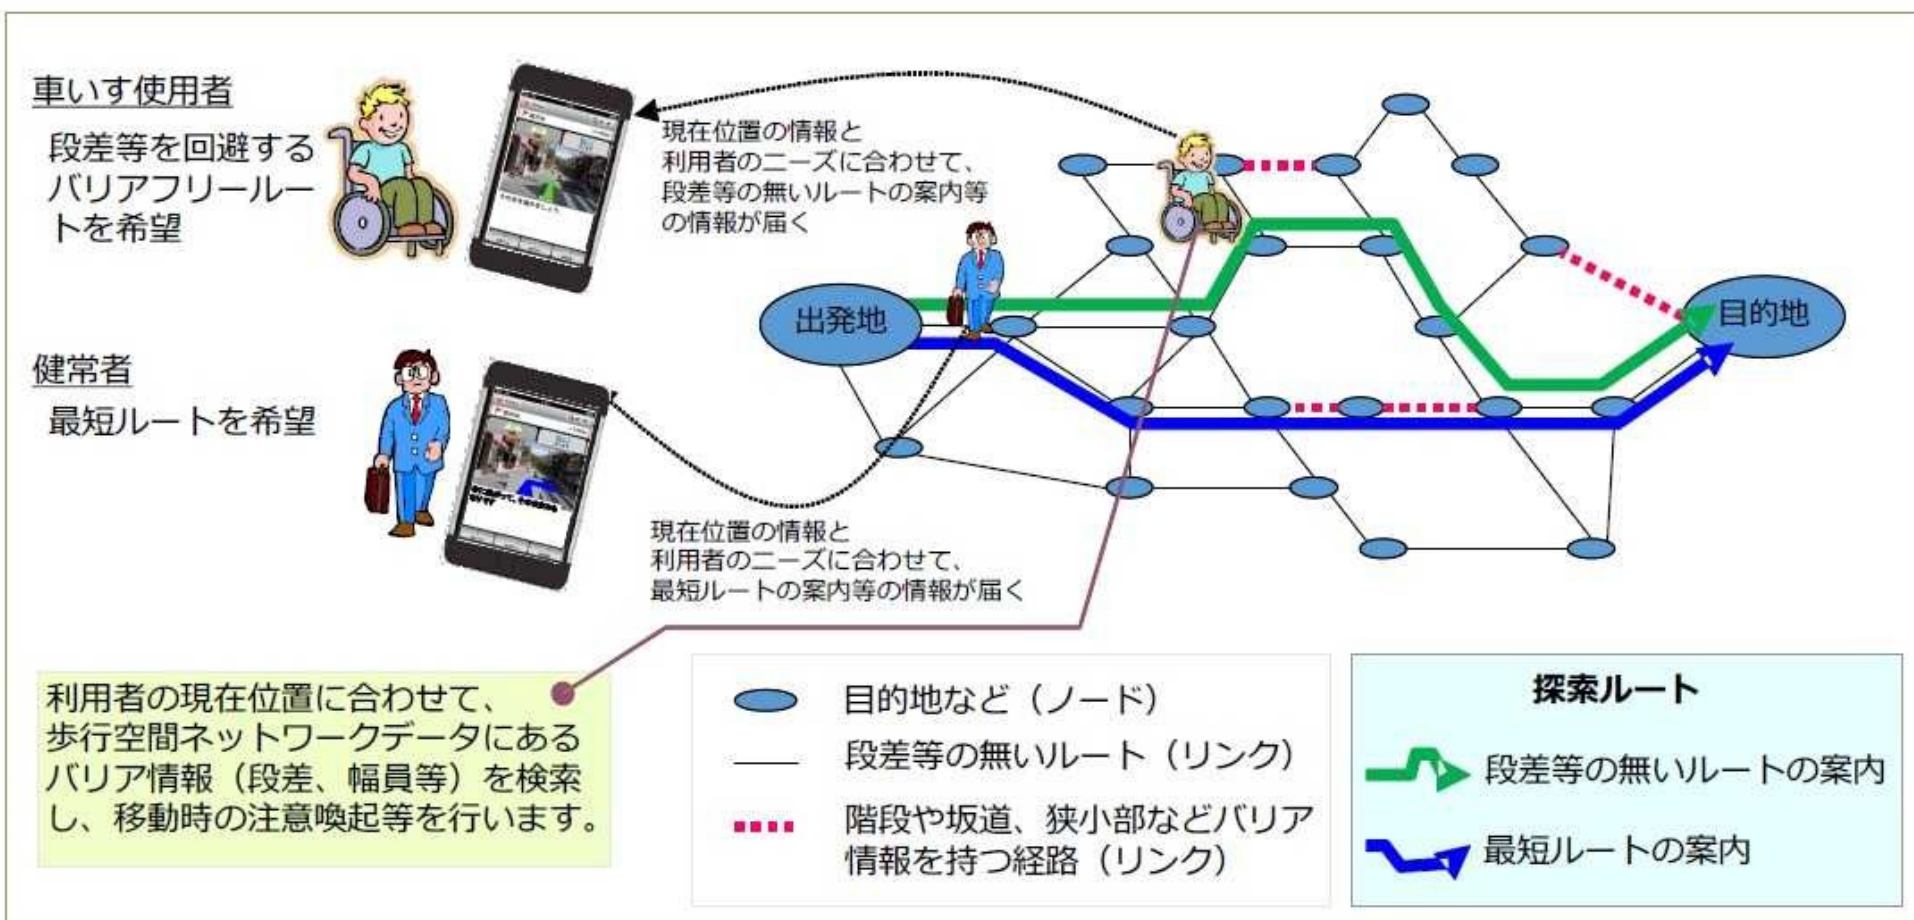 車いす使用者
段差等を回避する
バリアフリールー
トを希望
現在位置の情報と
利用者のニーズに合わせて、
段差等の無いルートの案内等
の情報が届く
出発地
目的地
健常者
最短ルートを希望
現在位置の情報と
利用者のニーズに合わせて、
最短ルートの案内等の情報が届く
利用者の現在位置に合わせて、
歩行空間ネットワークデータにある
バリア情報（段差、幅員等）を検索
し、移動時の注意喚起等を行います。
目的地など（ノード）
段差等の無いルート（リンク）
階段や坂道、狭小部などバリア
情報を持つ経路（リンク）
探索ルート
段差等の無いルートの案内
最短ルートの案内